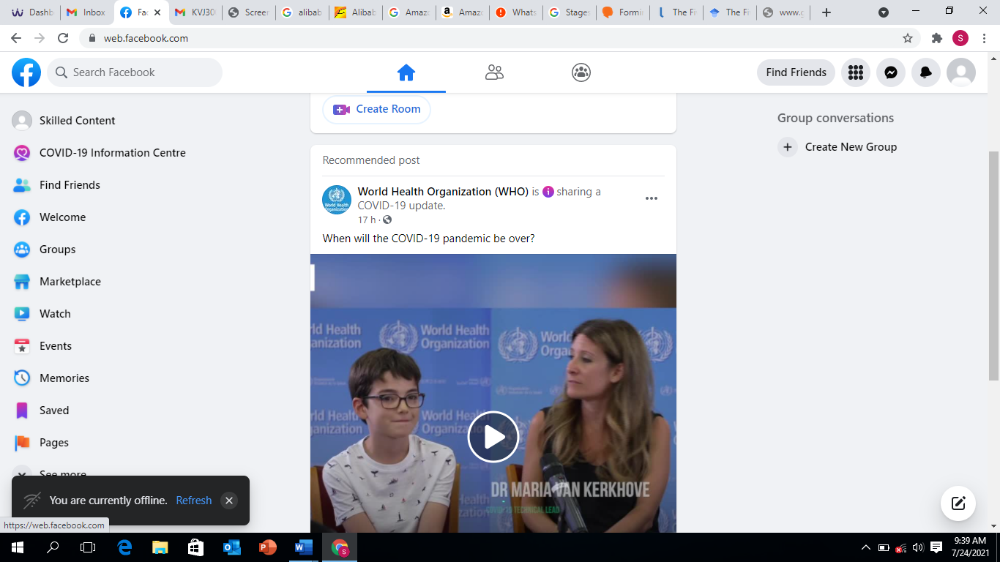 Dashb
Inbox
Fac
KVJ30
Screer
alibab
Alibab
Amazo
Amazo
Whats
Stages
Formi
The Fi
The Fi
www.g
web.facebook.com
S
Search Facebook
Find Friends
Skilled Content
COVID-19 Information Centre
Find Friends
Welcome
Groups
Marketplace
Watch
Events
Memories
Saved
Pages
See more
You are currently offline. Refresh
https://web.facebook.com
Create Room
Recommended post
World Health Organization (WHO) is sharing a
COVID-19 update.
17 h
When will the COVID-19 pandemic be over?
World Health
Organization
DR MARIA VAN KERKHOVE
COVID-19 TECHNICAL LEAD
Group conversations
Create New Group
9:39 AM
7/24/2021